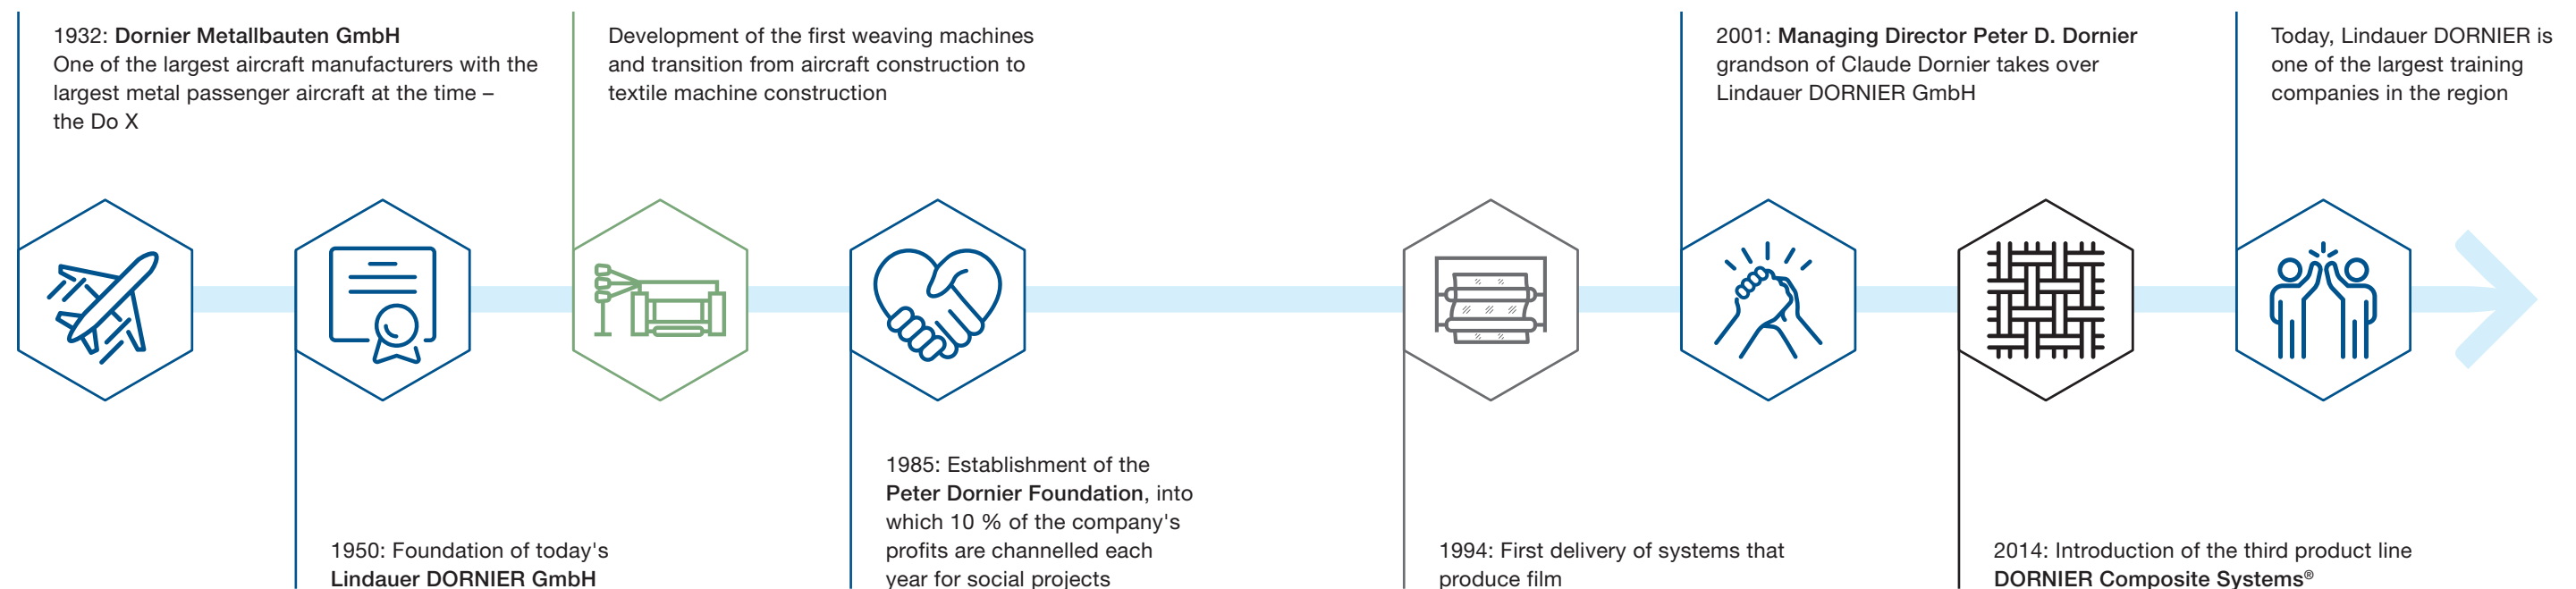 1932: Dornier Metallbauten GmbH
One of the largest aircraft manufacturers with the
largest metal passenger aircraft at the time –
the Do X
1950: Foundation of today's
Lindauer DORNIER GmbH
Development of the first weaving machines
and transition from aircraft construction to
textile machine construction
1985: Establishment of the
Peter Dornier Foundation, into
which 10 % of the company's
profits are channelled each
year for social projects
1994: First delivery of systems that
produce film
2001: Managing Director Peter D. Dornier
grandson of Claude Dornier takes over
Lindauer DORNIER GmbH
2014: Introduction of the third product line
DORNIER Composite Systems®
Today, Lindauer DORNIER is
one of the largest training
companies in the region